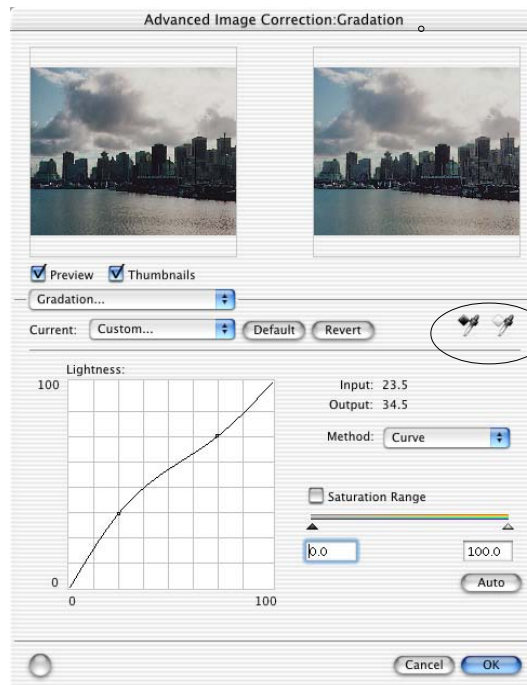 Advanced Image Correction:Gradation
Preview Thumbnails
Gradation...
Current: Custom... Default Revert
Lightness:
100
0
0 100
Input: 23.5
Output: 34.5
Method: Curve
Saturation Range
0.0 100.0
Auto
Cancel OK